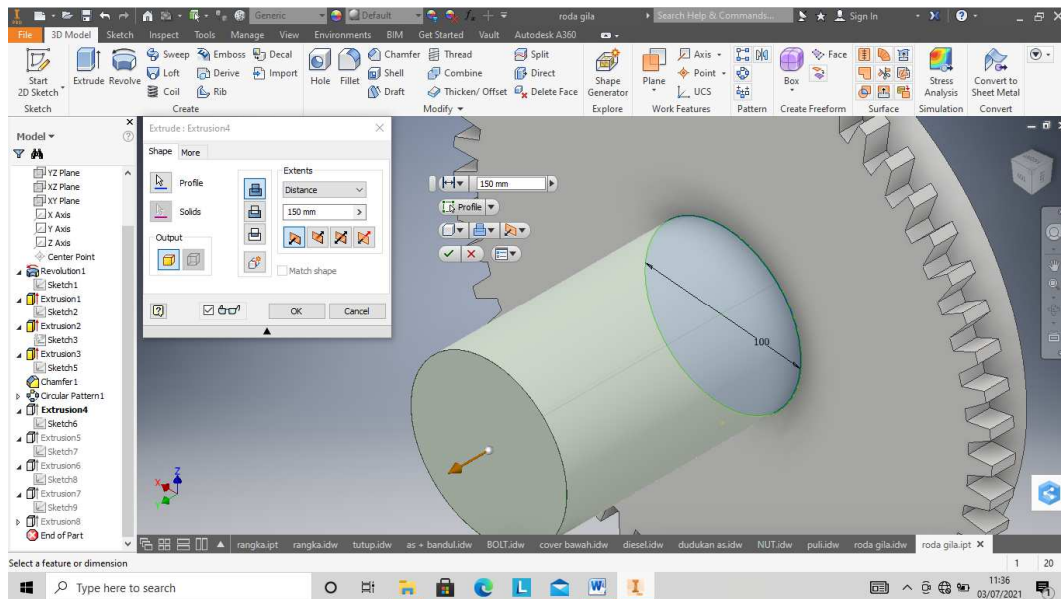 Generic
Default
roda gila
Search Help & Commands...
Sign In
PRO
File 3D Model Sketch Inspect Tools Manage View Environments BIM Get Started Vault Autodesk A360
Start 2D Sketch
Extrude
Revolve
Sweep Emboss Decal
Loft Derive Import
Coil Rib
Hole
Fillet
Chamfer Thread Split
Shell Combine Direct
Draft Thicken/ Offset Delete Face
Shape Generator
Plane
Axis
Point
UCS
Box
Face
Stress Analysis
Convert to Sheet Metal
Sketch Create Modify Explore Work Features Pattern Create Freeform Surface Simulation Convert
Model
YZ Plane
XZ Plane
XY Plane
X Axis
Y Axis
Z Axis
Center Point
Revolution1
Sketch1
Extrusion1
Sketch2
Extrusion2
Sketch3
Extrusion3
Sketch5
Chamfer1
Circular Pattern1
Extrusion4
Sketch6
Extrusion5
Sketch7
Extrusion6
Sketch8
Extrusion7
Sketch9
Extrusion8
End of Part
Extrude : Extrusion4
Shape More
Profile
Solids
Output
Extents
Distance
150 mm
Match shape
OK Cancel
150 mm
Profile
100
X
Z
rangka.ipt rangka.idw tutup.idw as + bandul.idw BOLT.idw cover bawah.idw diesel.idw dudukan as.idw NUT.idw puli.idw roda gila.idw roda gila.ipt
Select a feature or dimension
1 20
Type here to search
11:36
03/07/2021